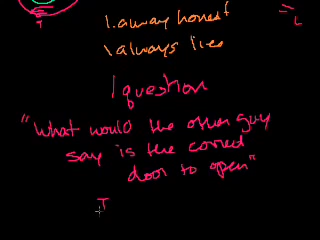 T
L
1 always honest
1 always lies
1 question
"What would the other guy
say is the correct
door to open"
T